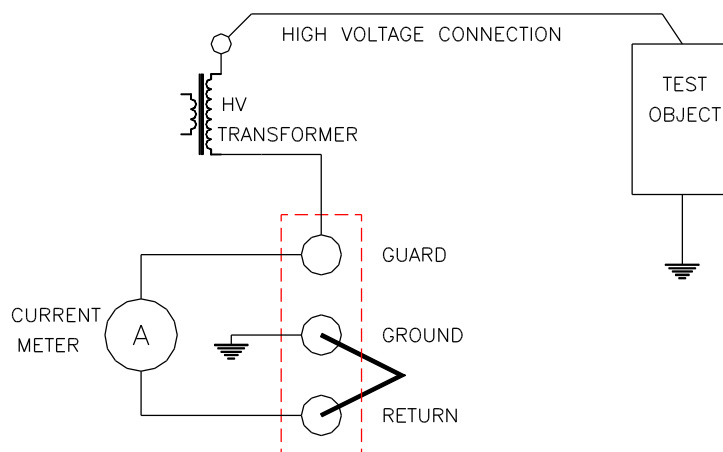 HIGH VOLTAGE CONNECTION
HV
TRANSFORMER
TEST
OBJECT
GUARD
CURRENT
METER
A
GROUND
RETURN